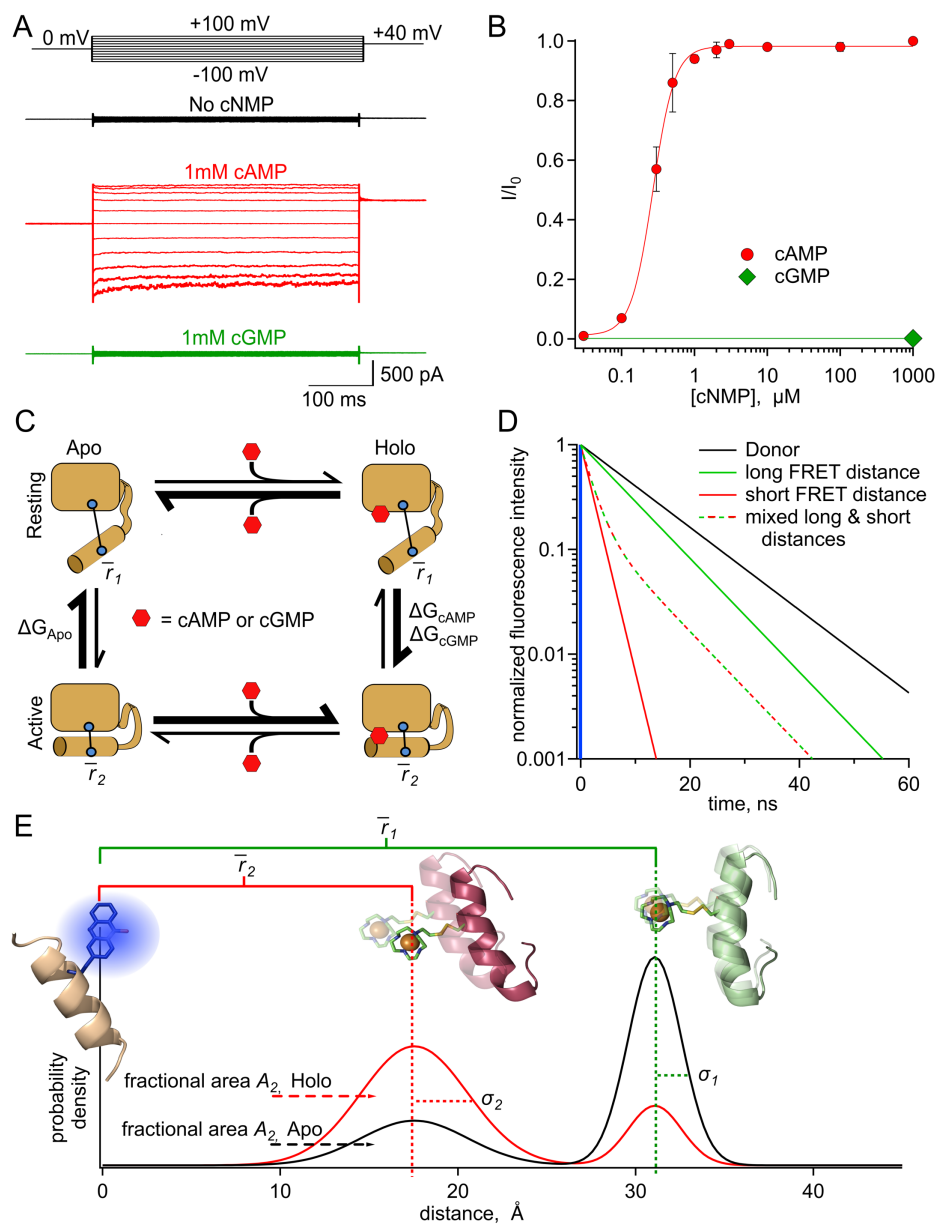 A
+100 mV
0 mV
+40 mV
-100 mV
No cNMP
1mM cAMP
1mM cGMP
500 pA
100 ms
B
1.0
0.8
0.6
0.4
0.2
0.0
I/I0
cAMP
cGMP
0.1
1
10
100
1000
[cNMP], µM
C
Apo
Holo
Resting
r̅1
r̅1
ΔGApo
= cAMP or cGMP
ΔGcAMP
ΔGcGMP
Active
r̅2
r̅2
D
normalized fluorescence intensity
1
0.1
0.01
0.001
Donor
long FRET distance
short FRET distance
mixed long & short
distances
0
20
40
60
time, ns
E
r̅1
r̅2
probability
density
fractional area A2, Holo
fractional area A2, Apo
σ2
σ1
0
10
20
30
40
distance, Å